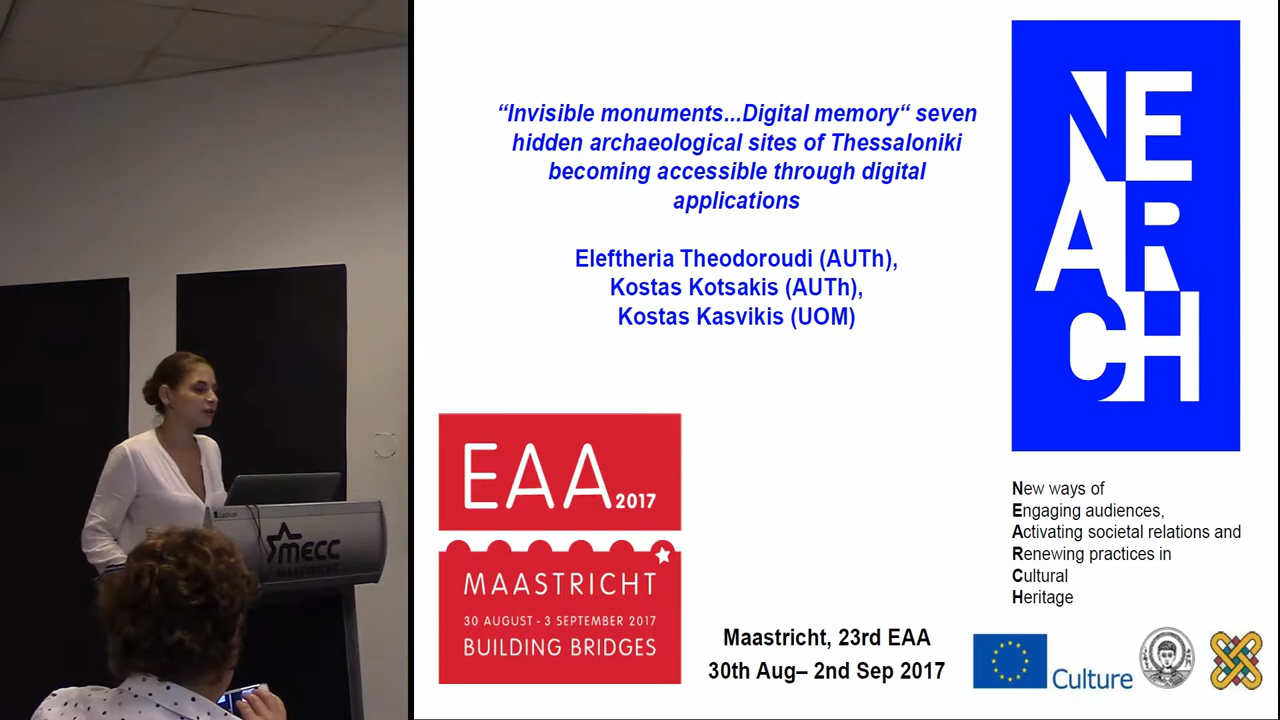 “Invisible monuments...Digital memory“ seven
hidden archaeological sites of Thessaloniki
becoming accessible through digital
applications
Eleftheria Theodoroudi (AUTh),
Kostas Kotsakis (AUTh),
Kostas Kasvikis (UOM)
NE
AR
CH
New ways of
Engaging audiences,
Activating societal relations and
Renewing practices in
Cultural
Heritage
EAA 2017
MAASTRICHT
30 AUGUST - 3 SEPTEMBER 2017
BUILDING BRIDGES
Maastricht, 23rd EAA
30th Aug– 2nd Sep 2017
Culture
mecc
MAASTRICHT